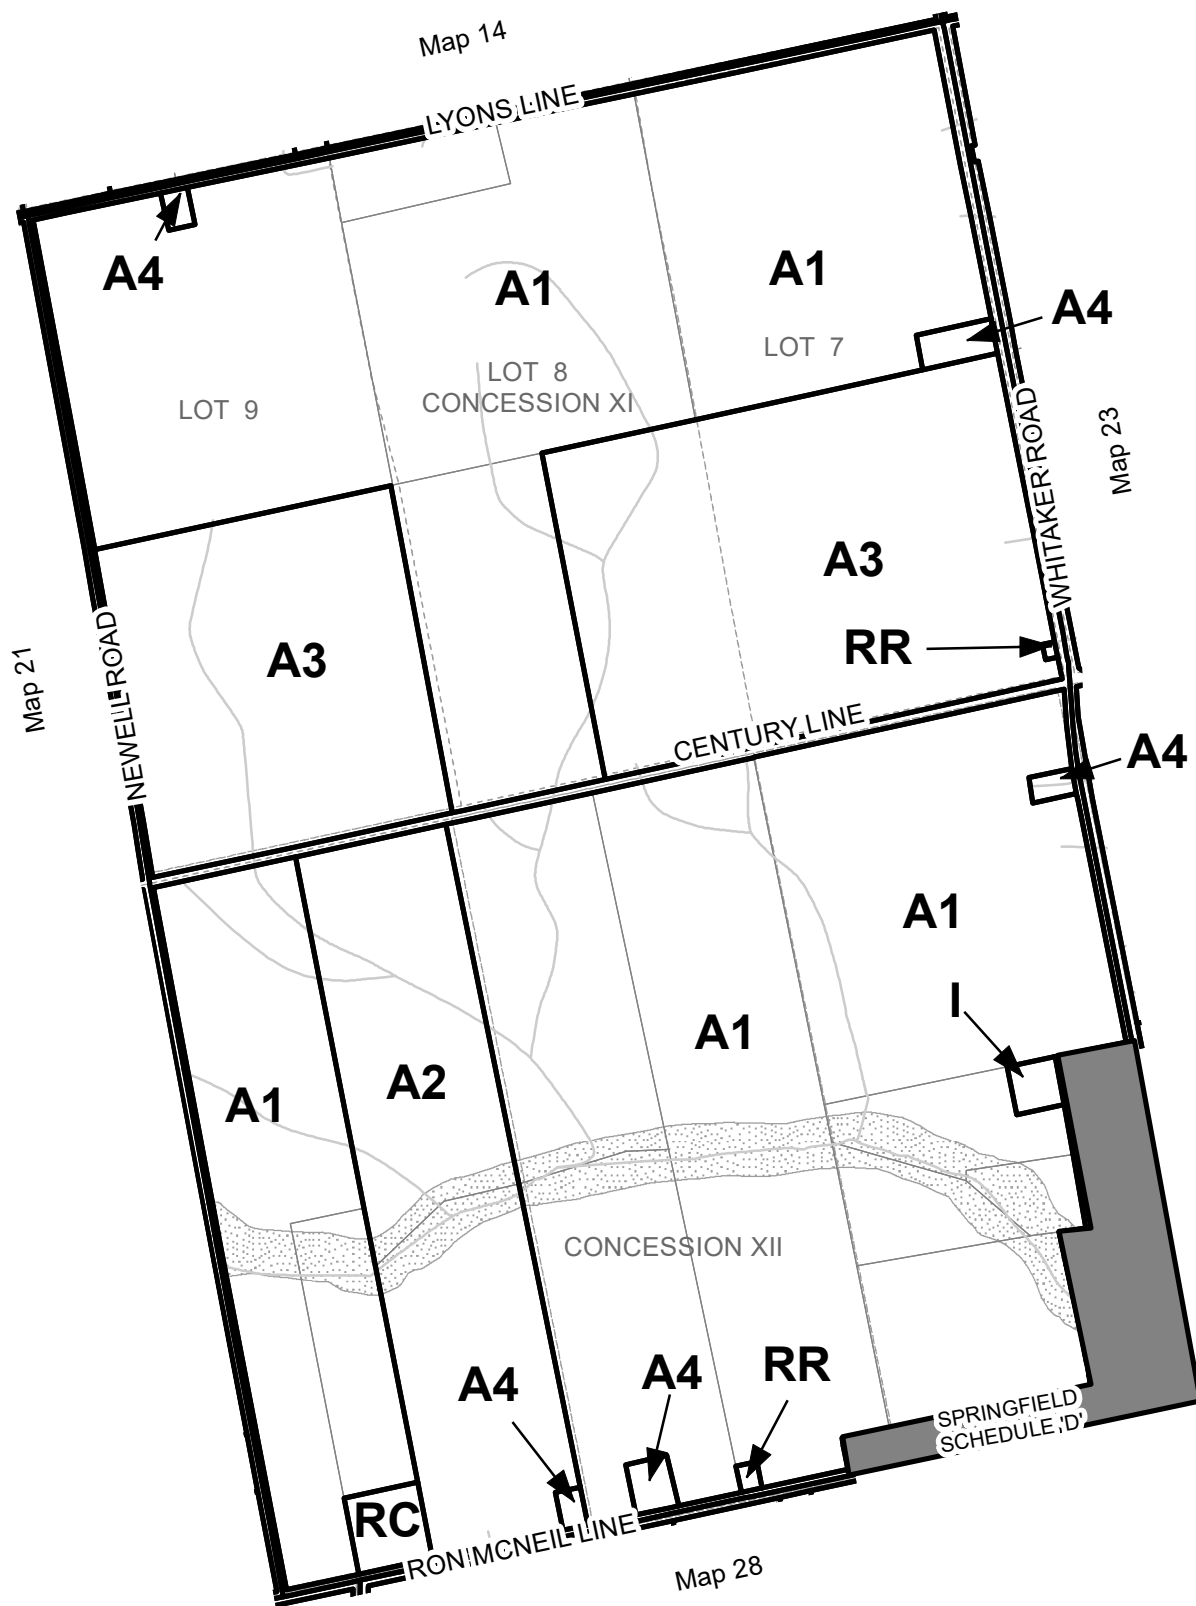 Map 14
LYONS LINE
A4
A1
A1
A4
LOT 7
LOT 8
CONCESSION XI
LOT 9
WHITAKER ROAD
Map 23
A3
RR
A3
Map 21
NEWELL ROAD
CENTURY LINE
A4
A1
I
A1
A2
A1
CONCESSION XII
A4
A4
RR
SPRINGFIELD
SCHEDULE 'D'
RC
RON MCNEIL LINE
Map 28